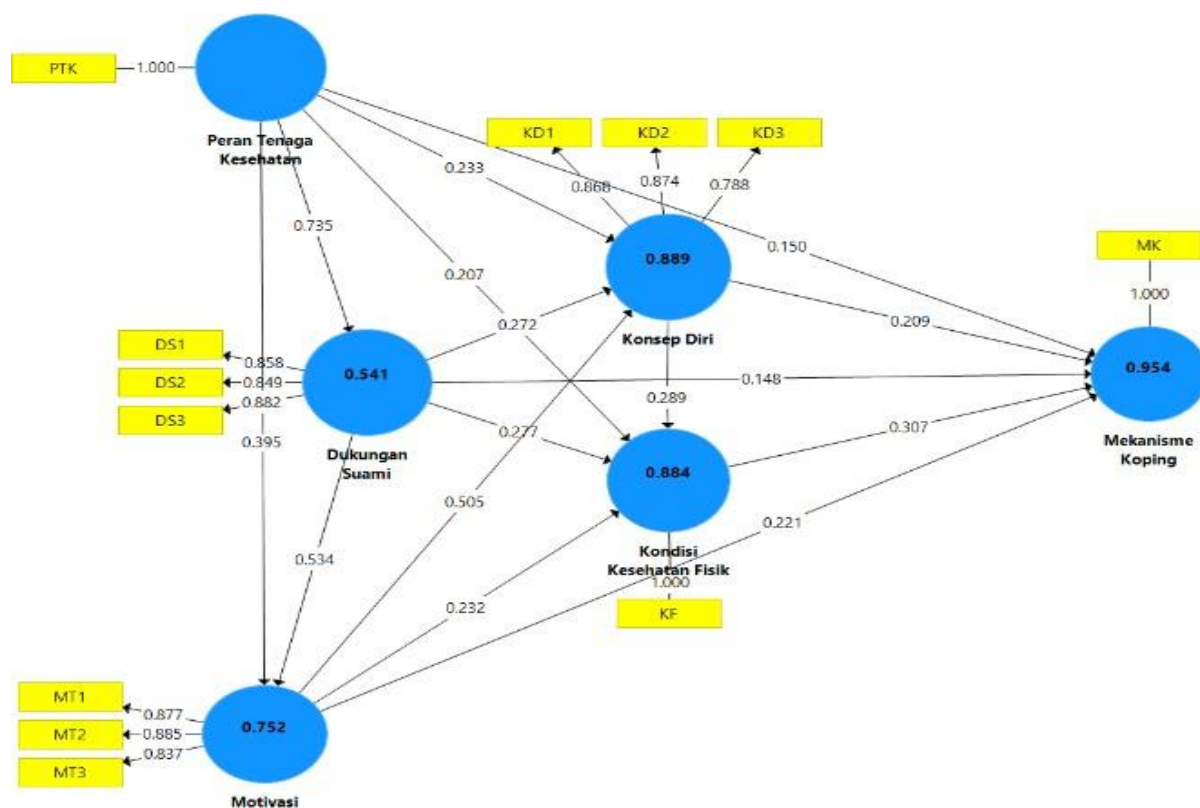 PTK
1.000
Peran Tenaga
Kesehatan
KD1
KD2
KD3
0.233
0.868
0.874
0.788
0.735
0.150
MK
0.207
0.889
1.000
Konsep Diri
0.272
0.209
DS1
0.858
DS2
0.849
DS3
0.882
0.541
0.148
0.954
0.289
Mekanisme
Koping
0.395
Dukungan
Suami
0.277
0.307
0.884
0.505
0.221
Kondisi
Kesehatan Fisik
0.534
1.000
0.232
KF
MT1
0.877
MT2
0.885
MT3
0.837
0.752
Motivasi